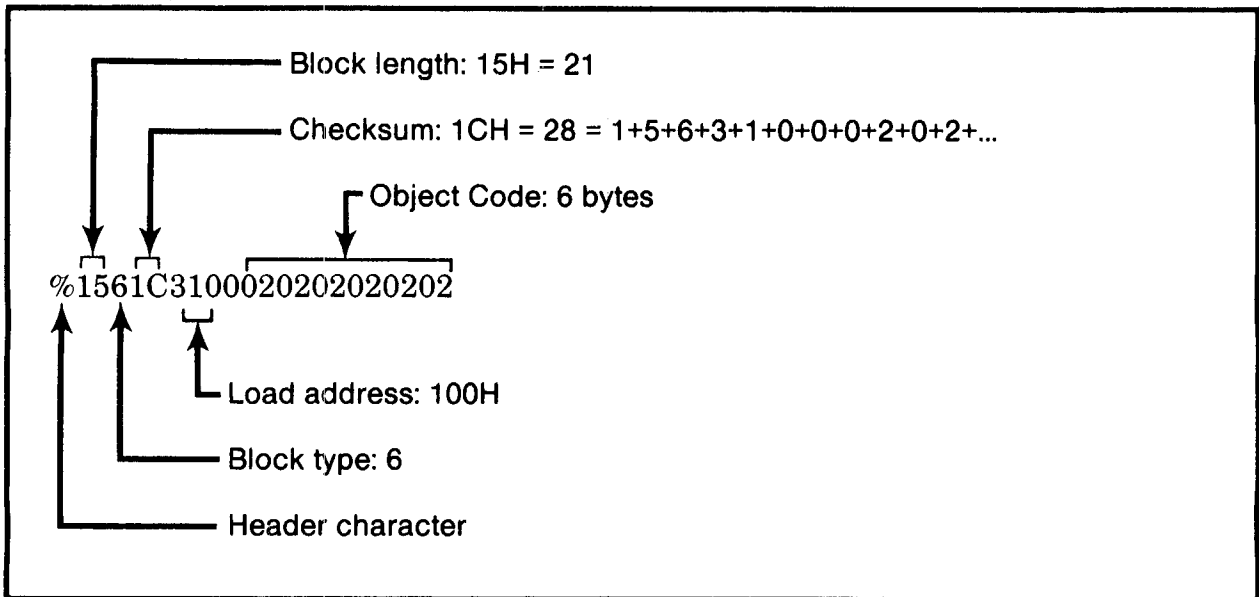 Block length: 15H = 21
Checksum: 1CH = 28 = 1+5+6+3+1+0+0+0+2+0+2+...
Object Code: 6 bytes
%1561C3100020202020202
Load address: 100H
Block type: 6
Header character